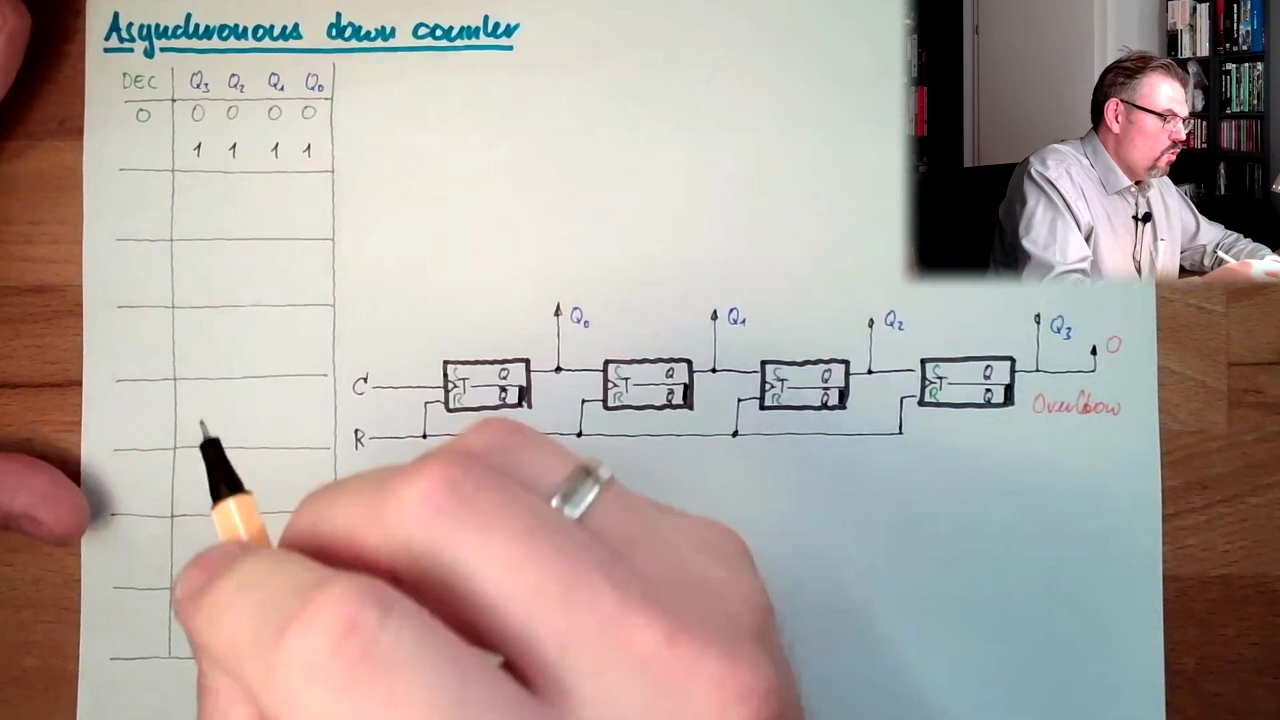 Asynchronous down counter
DEC Q3 Q2 Q1 Q0
0 0 0 0 0
1 1 1 1
Q0 Q1 Q2 Q3 O
C C T Q Q R C T Q Q R C T Q Q R C T Q Q R
Overflow
R